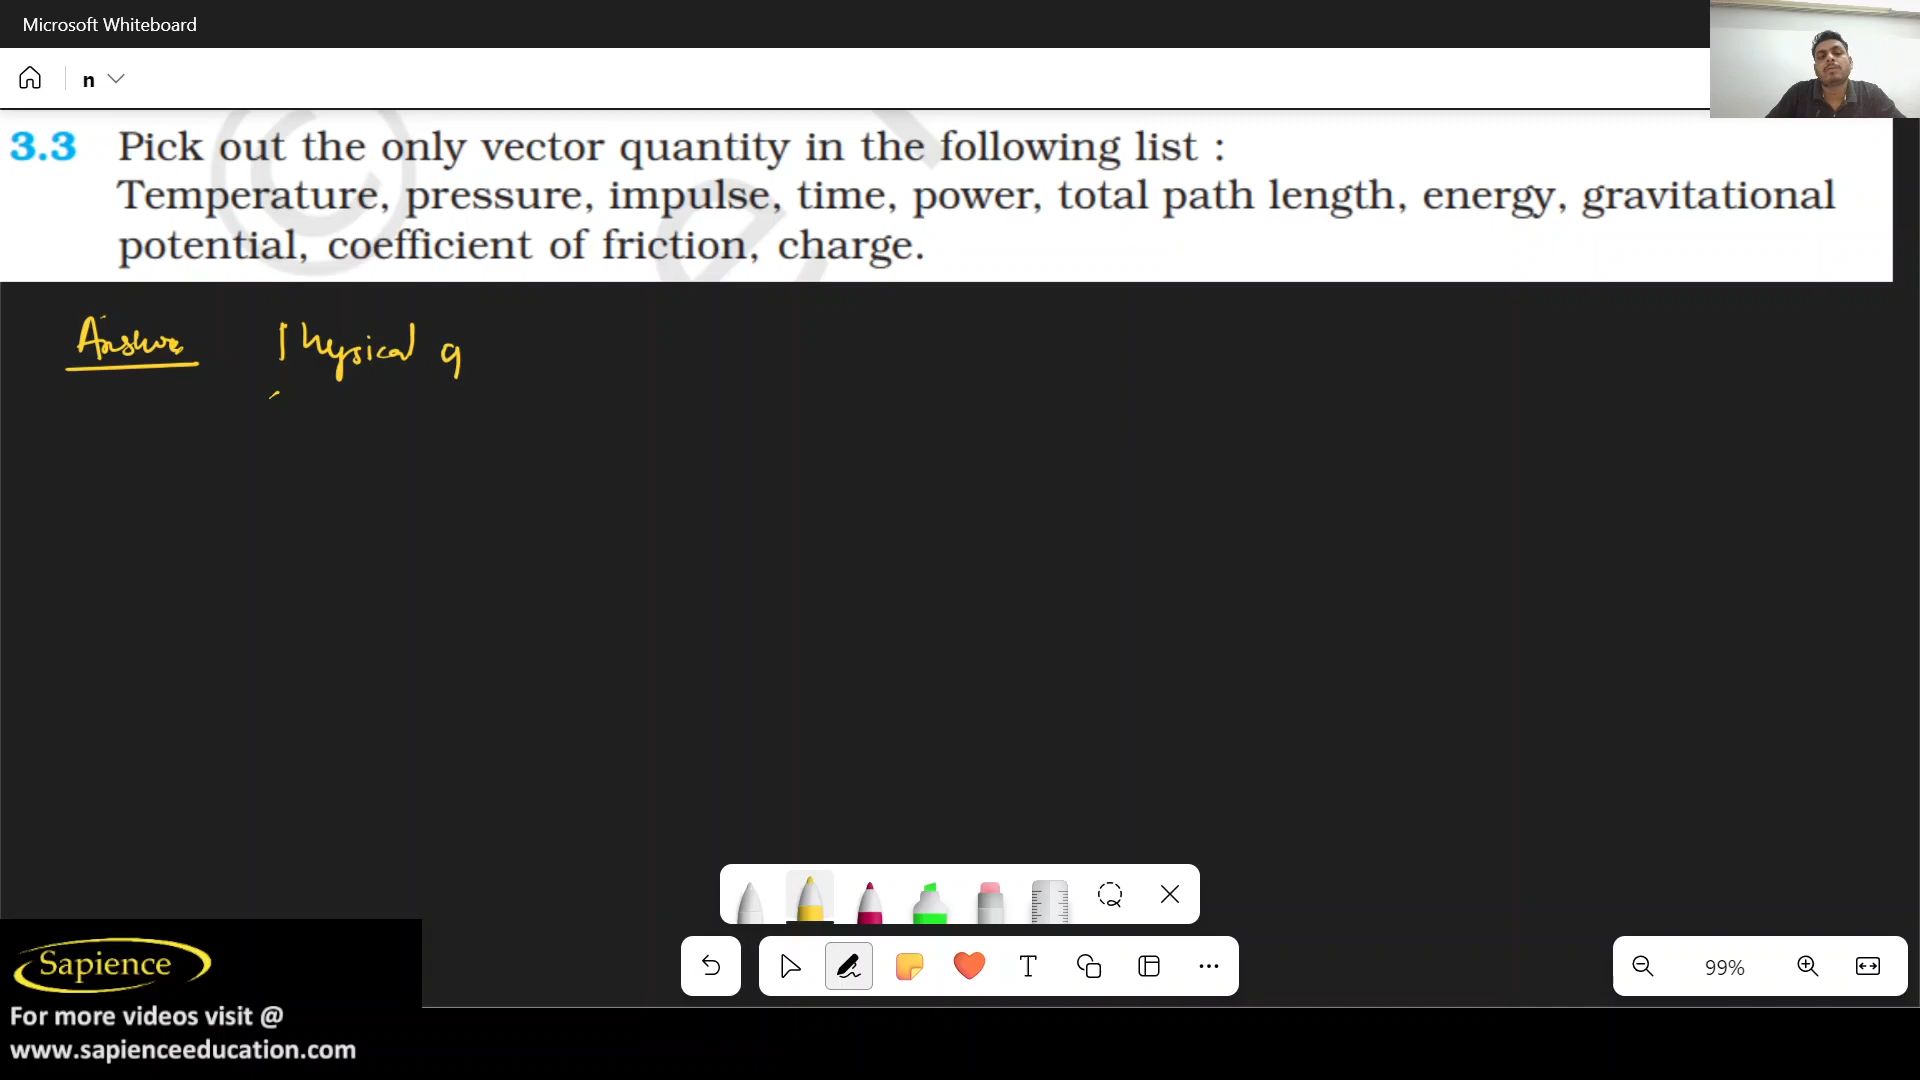 Microsoft Whiteboard
n
3.3 Pick out the only vector quantity in the following list :
Temperature, pressure, impulse, time, power, total path length, energy, gravitational
potential, coefficient of friction, charge.
Answer Physical q
99%
Sapience
For more videos visit @
www.sapienceeducation.com